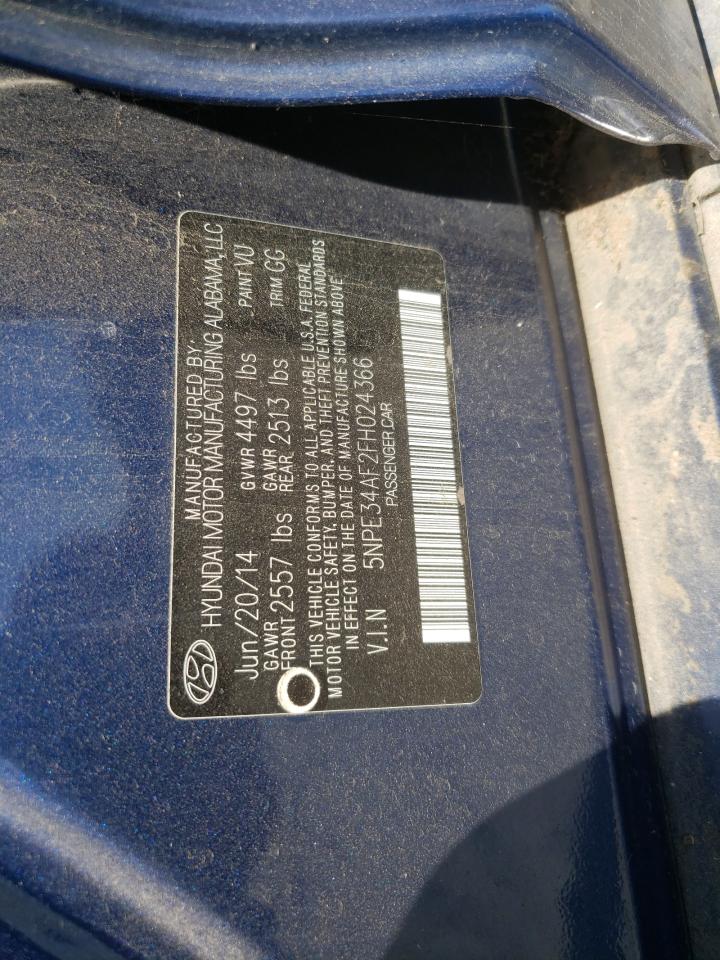 MANUFACTURED BY:
HYUNDAI MOTOR MANUFACTURING ALABAMA, LLC
Jun/20/14 GVWR 4497 lbs PAINT VU
GAWR FRONT 2557 lbs GAWR REAR 2513 lbs TRIM GG
THIS VEHICLE CONFORMS TO ALL APPLICABLE U.S.A. FEDERAL
MOTOR VEHICLE SAFETY, BUMPER, AND THEFT PREVENTION STANDARDS
IN EFFECT ON THE DATE OF MANUFACTURE SHOWN ABOVE
V.I.N 5NPE34AF2FH024366
PASSENGER CAR